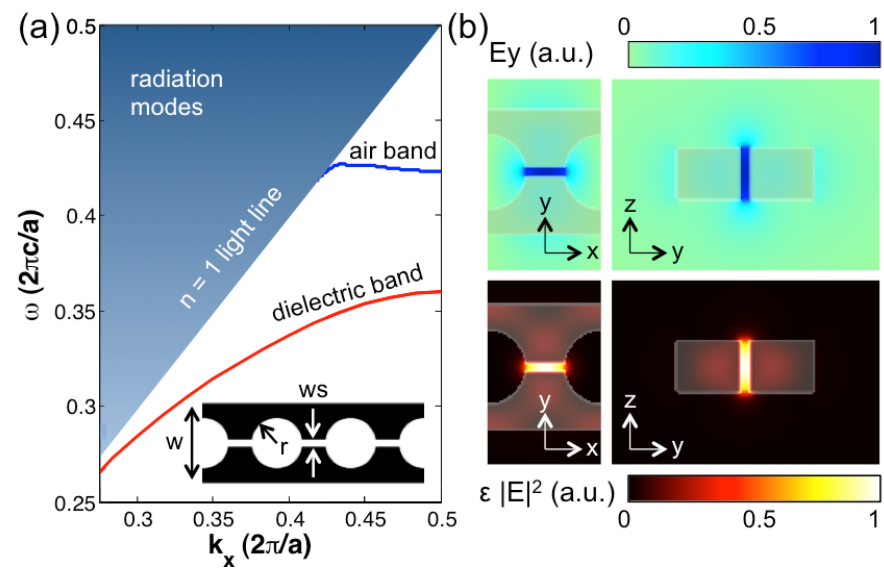 (a)
0.5
0.45
0.4
0.35
0.3
0.25
ω (2πc/a)
radiation
modes
n = 1 light line
air band
dielectric band
ws
w
r
0.3
0.35
0.4
0.45
0.5
kx (2π/a)
(b)
0
0.5
1
Ey (a.u.)
y
x
z
y
y
x
z
y
ε |E|² (a.u.)
0
0.5
1